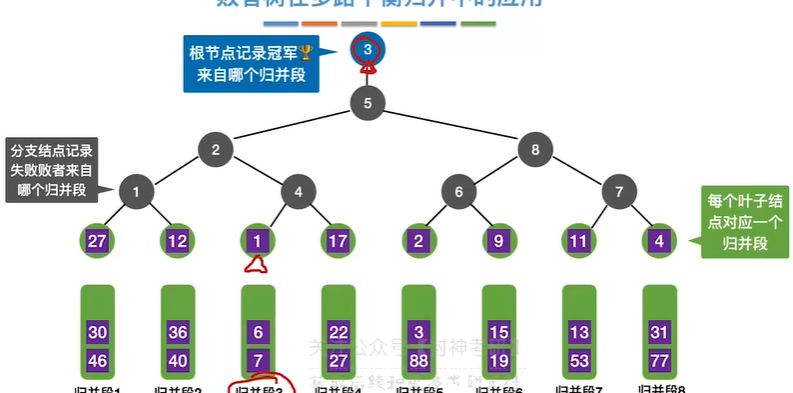 败者树在多路平衡归并中的应用
根节点记录冠军🏆
来自哪个归并段
3
5
分支结点记录
失败败者来自
哪个归并段
2
8
1
4
6
7
每个叶子结
点对应一个
归并段
27
12
1
17
2
9
11
4
30
36
6
22
3
15
13
31
46
40
7
27
88
19
53
77
归并段1
归并段2
归并段3
归并段4
归并段5
归并段6
归并段7
归并段8